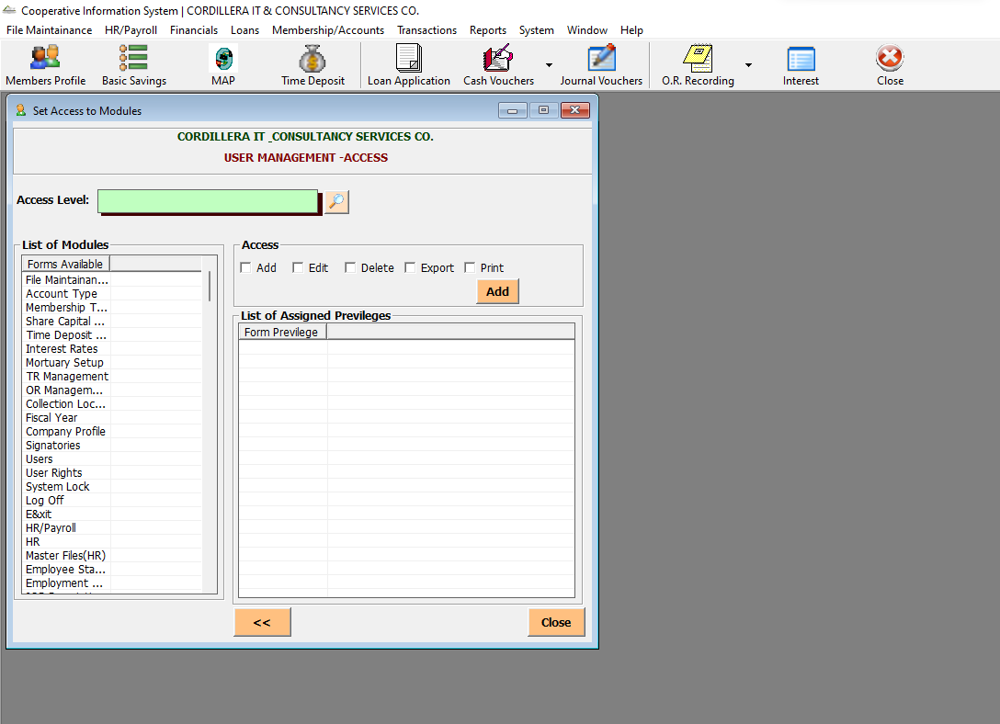 Cooperative Information System | CORDILLERA IT & CONSULTANCY SERVICES CO.
File Maintainance HR/Payroll Financials Loans Membership/Accounts Transactions Reports System Window Help
Members Profile Basic Savings MAP Time Deposit Loan Application Cash Vouchers Journal Vouchers O.R. Recording Interest Close
Set Access to Modules
CORDILLERA IT _CONSULTANCY SERVICES CO.
USER MANAGEMENT -ACCESS
Access Level:
List of Modules
Forms Available
File Maintainan...
Account Type
Membership T...
Share Capital ...
Time Deposit ...
Interest Rates
Mortuary Setup
TR Management
OR Managem...
Collection Loc...
Fiscal Year
Company Profile
Signatories
Users
User Rights
System Lock
Log Off
E&xit
HR/Payroll
HR
Master Files(HR)
Employee Sta...
Employment ...
Access
Add Edit Delete Export Print
Add
List of Assigned Previleges
Form Previlege
<<
Close